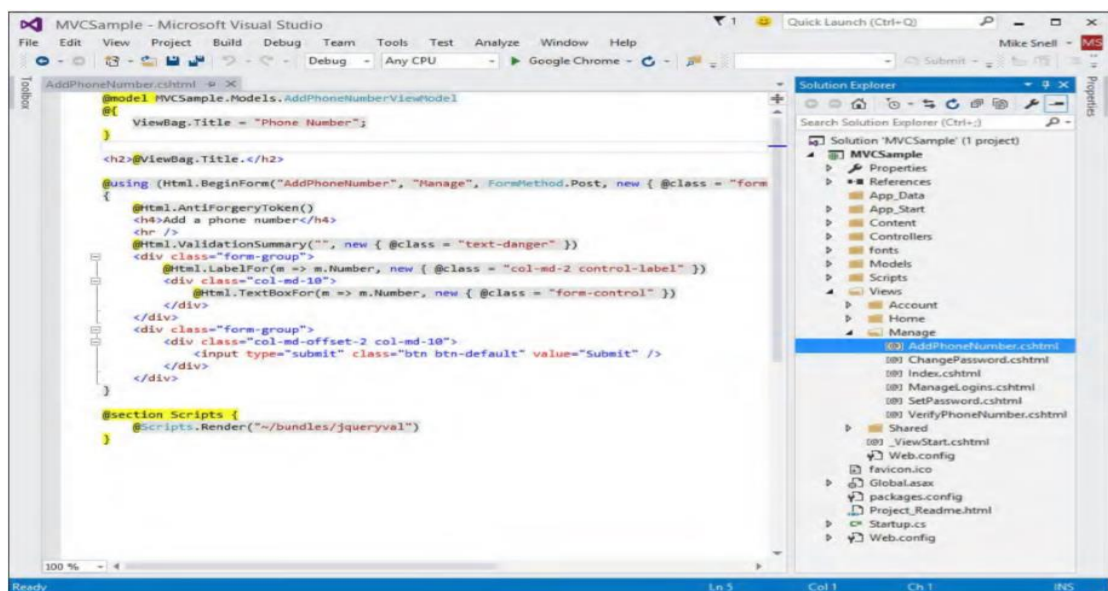 MVCSample - Microsoft Visual Studio
1
Quick Launch (Ctrl+Q)
File Edit View Project Build Debug Team Tools Test Analyze Window Help
Mike Snell
MS
Debug
Any CPU
Google Chrome
Submit
Toolbox
AddPhoneNumber.cshtml
@model MVCSample.Models.AddPhoneNumberViewModel
@{
ViewBag.Title = "Phone Number";
}
<h2>@ViewBag.Title.</h2>
@using (Html.BeginForm("AddPhoneNumber", "Manage", FormMethod.Post, new { @class = "form
{
@Html.AntiForgeryToken()
<h4>Add a phone number</h4>
<hr />
@Html.ValidationSummary("", new { @class = "text-danger" })
<div class="form-group">
@Html.LabelFor(m => m.Number, new { @class = "col-md-2 control-label" })
<div class="col-md-10">
@Html.TextBoxFor(m => m.Number, new { @class = "form-control" })
</div>
</div>
<div class="form-group">
<div class="col-md-offset-2 col-md-10">
<input type="submit" class="btn btn-default" value="Submit" />
</div>
</div>
}
@section Scripts {
@Scripts.Render("~/bundles/jqueryval")
}
100 %
Solution Explorer
Search Solution Explorer (Ctrl+;)
Solution 'MVCSample' (1 project)
MVCSample
Properties
References
App_Data
App_Start
Content
Controllers
fonts
Models
Scripts
Views
Account
Home
Manage
AddPhoneNumber.cshtml
ChangePassword.cshtml
Index.cshtml
ManageLogins.cshtml
SetPassword.cshtml
VerifyPhoneNumber.cshtml
Shared
_ViewStart.cshtml
Web.config
favicon.ico
Global.asax
packages.config
Project_Readme.html
Startup.cs
Web.config
Properties
Ready
Ln 5
Col 1
Ch 1
INS